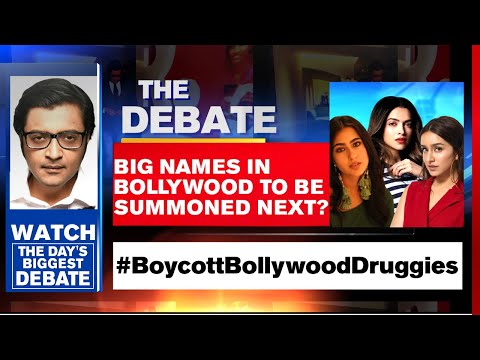 THE
DEBATE
BIG NAMES IN
BOLLYWOOD TO BE
SUMMONED NEXT?
#BoycottBollywoodDruggies
WATCH
THE DAY'S
BIGGEST
DEBATE